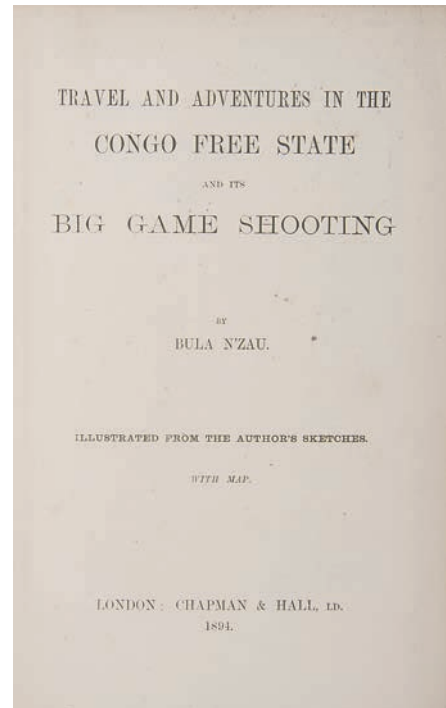 TRAVEL AND ADVENTURES IN THE
CONGO FREE STATE
AND ITS
BIG GAME SHOOTING
BY
BULA N'ZAU.
ILLUSTRATED FROM THE AUTHOR'S SKETCHES.
WITH MAP.
LONDON: CHAPMAN & HALL, LD.
1894.